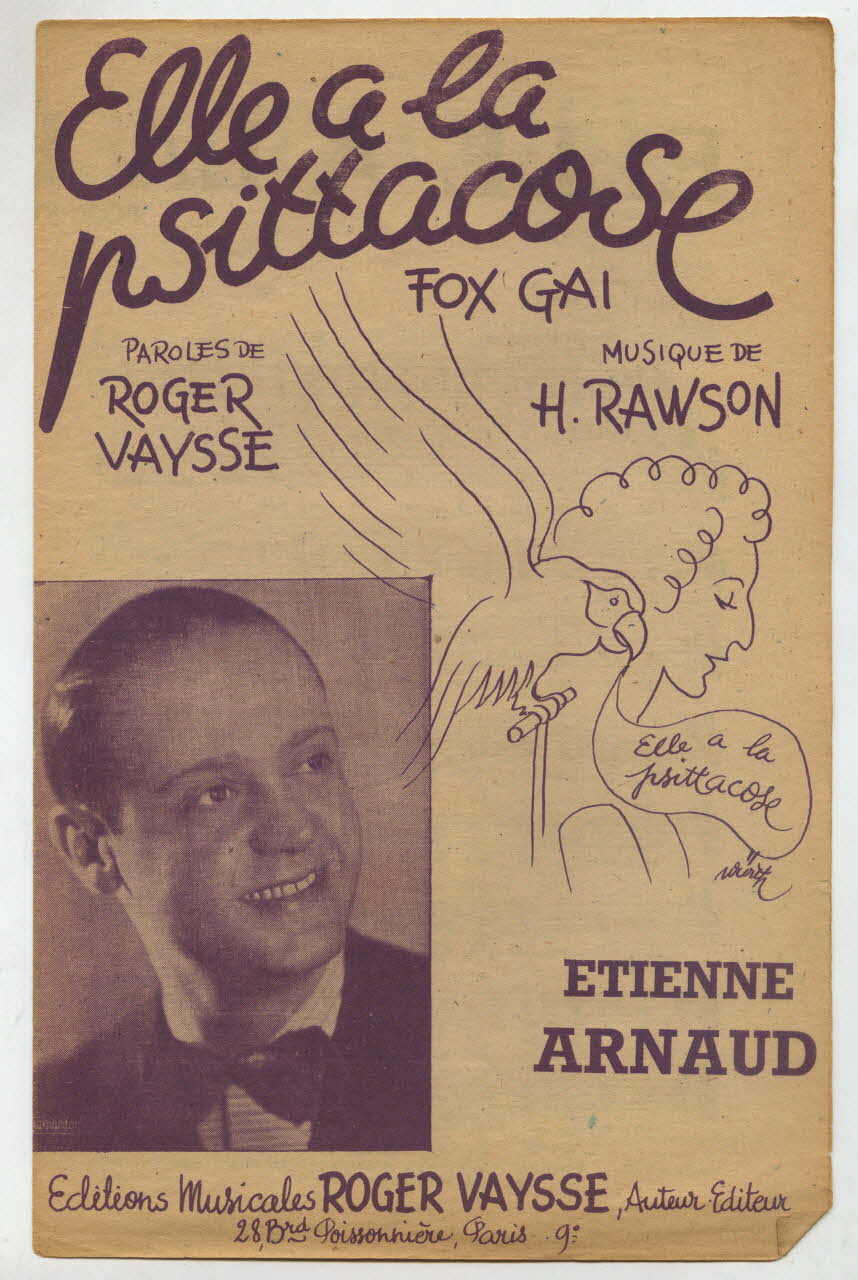 Elle a la
psittacose
FOX GAI
PAROLES DE
ROGER
VAYSSE
MUSIQUE DE
H. RAWSON
Elle a la
psittacose
ETIENNE
ARNAUD
Editions Musicales ROGER VAYSSE, Auteur-Editeur
28, Brd Poissonnière, Paris . 9e